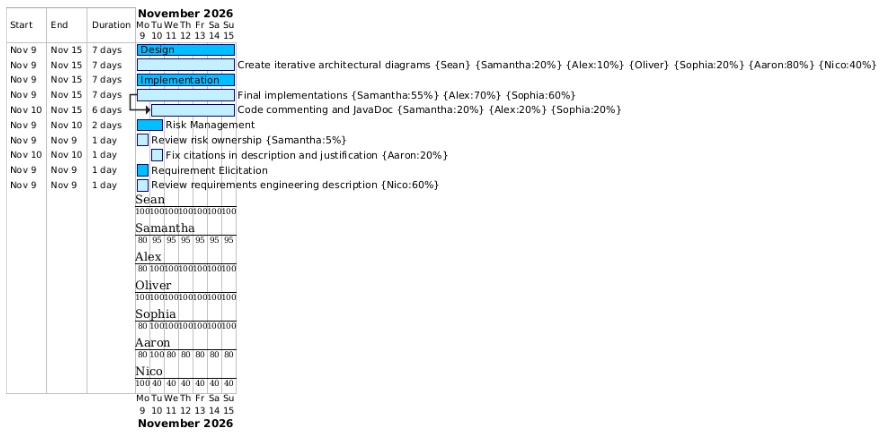 November 2026
Start End Duration Mo Tu We Th Fr Sa Su
9 10 11 12 13 14 15
Nov 9 Nov 15 7 days Design
Nov 9 Nov 15 7 days Create iterative architectural diagrams {Sean} {Samantha:20%} {Alex:10%} {Oliver} {Sophia:20%} {Aaron:80%} {Nico:40%}
Nov 9 Nov 15 7 days Implementation
Nov 9 Nov 15 7 days Final implementations {Samantha:55%} {Alex:70%} {Sophia:60%}
Nov 10 Nov 15 6 days Code commenting and JavaDoc {Samantha:20%} {Alex:20%} {Sophia:20%}
Nov 9 Nov 10 2 days Risk Management
Nov 9 Nov 9 1 day Review risk ownership {Samantha:5%}
Nov 10 Nov 10 1 day Fix citations in description and justification {Aaron:20%}
Nov 9 Nov 9 1 day Requirement Elicitation
Nov 9 Nov 9 1 day Review requirements engineering description {Nico:60%}
Sean
100 100 100 100 100 100 100
Samantha
80 95 95 95 95 95 95
Alex
80 100 100 100 100 100 100
Oliver
100 100 100 100 100 100 100
Sophia
80 100 100 100 100 100 100
Aaron
80 100 80 80 80 80 80
Nico
100 40 40 40 40 40 40
Mo Tu We Th Fr Sa Su
9 10 11 12 13 14 15
November 2026